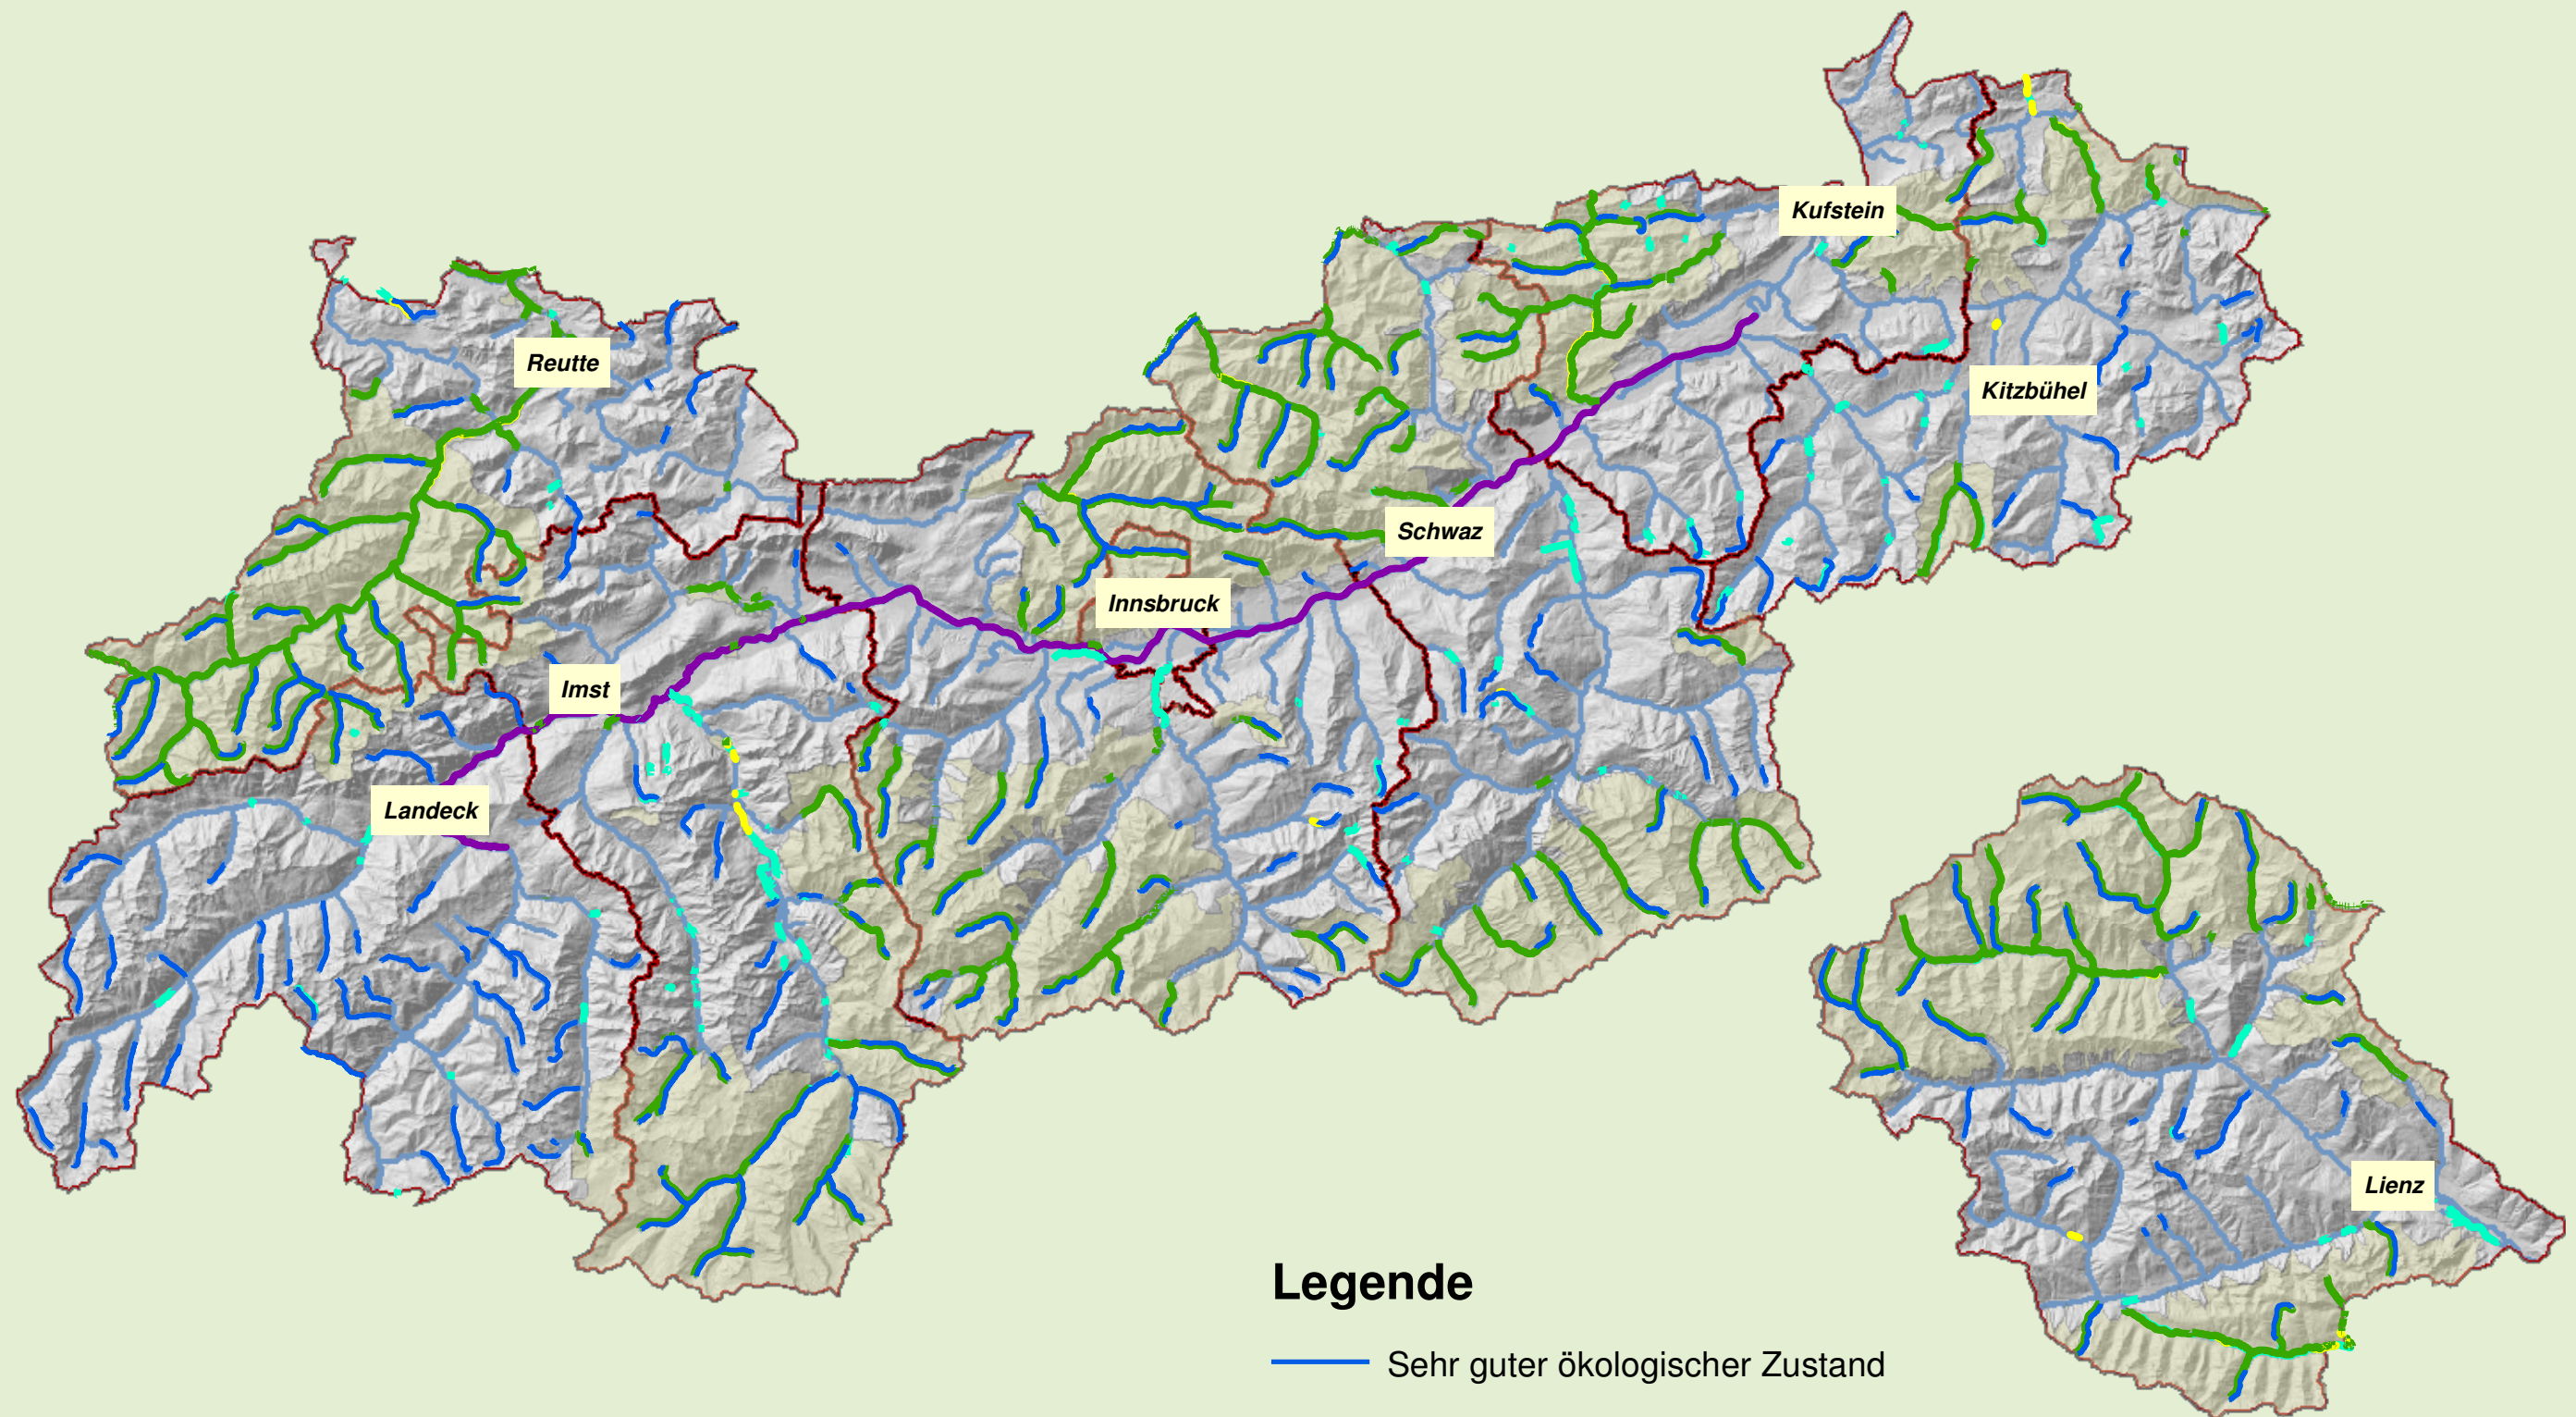 Kufstein
Reutte
Kitzbühel
Schwaz
Innsbruck
Imst
Landeck
Lienz
Legende
Sehr guter ökologischer Zustand